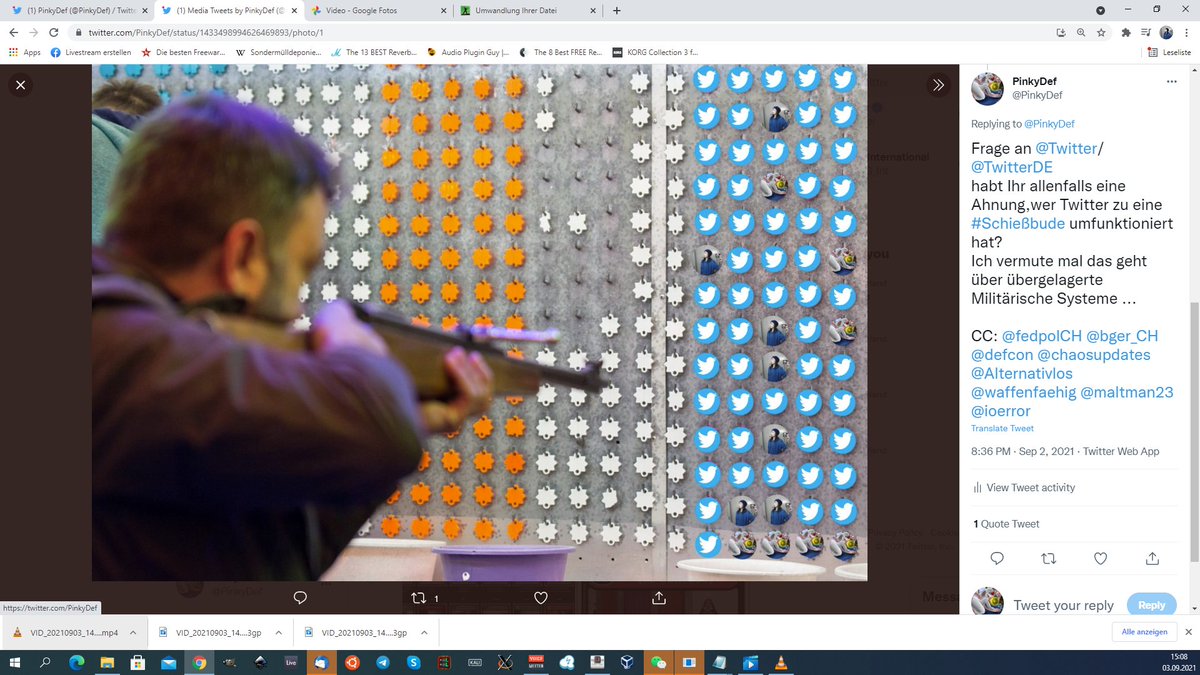 (1) PinkyDef (@PinkyDef) / Twitte
(1) Media Tweets by PinkyDef (@
Video - Google Fotos
Umwandlung Ihrer Datei
twitter.com/PinkyDef/status/1433498994626469893/photo/1
Apps
Livestream erstellen
Die besten Freewar...
Sondermülldeponie...
The 13 BEST Reverb...
Audio Plugin Guy |...
The 8 Best FREE Re...
KORG Collection 3 f...
Leseliste
PinkyDef
@PinkyDef
Replying to @PinkyDef
Frage an @Twitter/
@TwitterDE
habt Ihr allenfalls eine
Ahnung,wer Twitter zu eine
#Schießbude umfunktioniert
hat?
Ich vermute mal das geht
über übergelagerte
Militärische Systeme ...
CC: @fedpolCH @bger_CH
@defcon @chaosupdates
@Alternativlos
@waffenfaehig @maltman23
@ioerror
Translate Tweet
8:36 PM · Sep 2, 2021 · Twitter Web App
View Tweet activity
1 Quote Tweet
Tweet your reply
Reply
1
@PinkyDef
Messa
https://twitter.com/PinkyDef
VID_20210903_14....mp4
VID_20210903_14....3gp
VID_20210903_14....3gp
Alle anzeigen
Live
KALI
15:08
03.09.2021